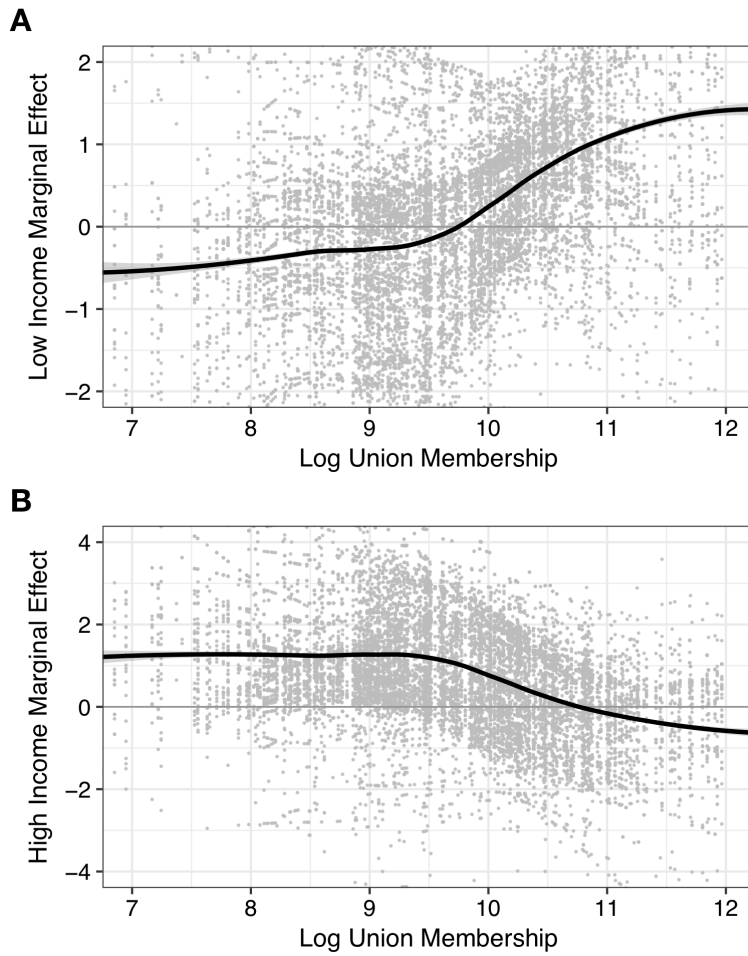 A
Low Income Marginal Effect
2
1
0
−1
−2
7 8 9 10 11 12
Log Union Membership
B
High Income Marginal Effect
4
2
0
−2
−4
7 8 9 10 11 12
Log Union Membership